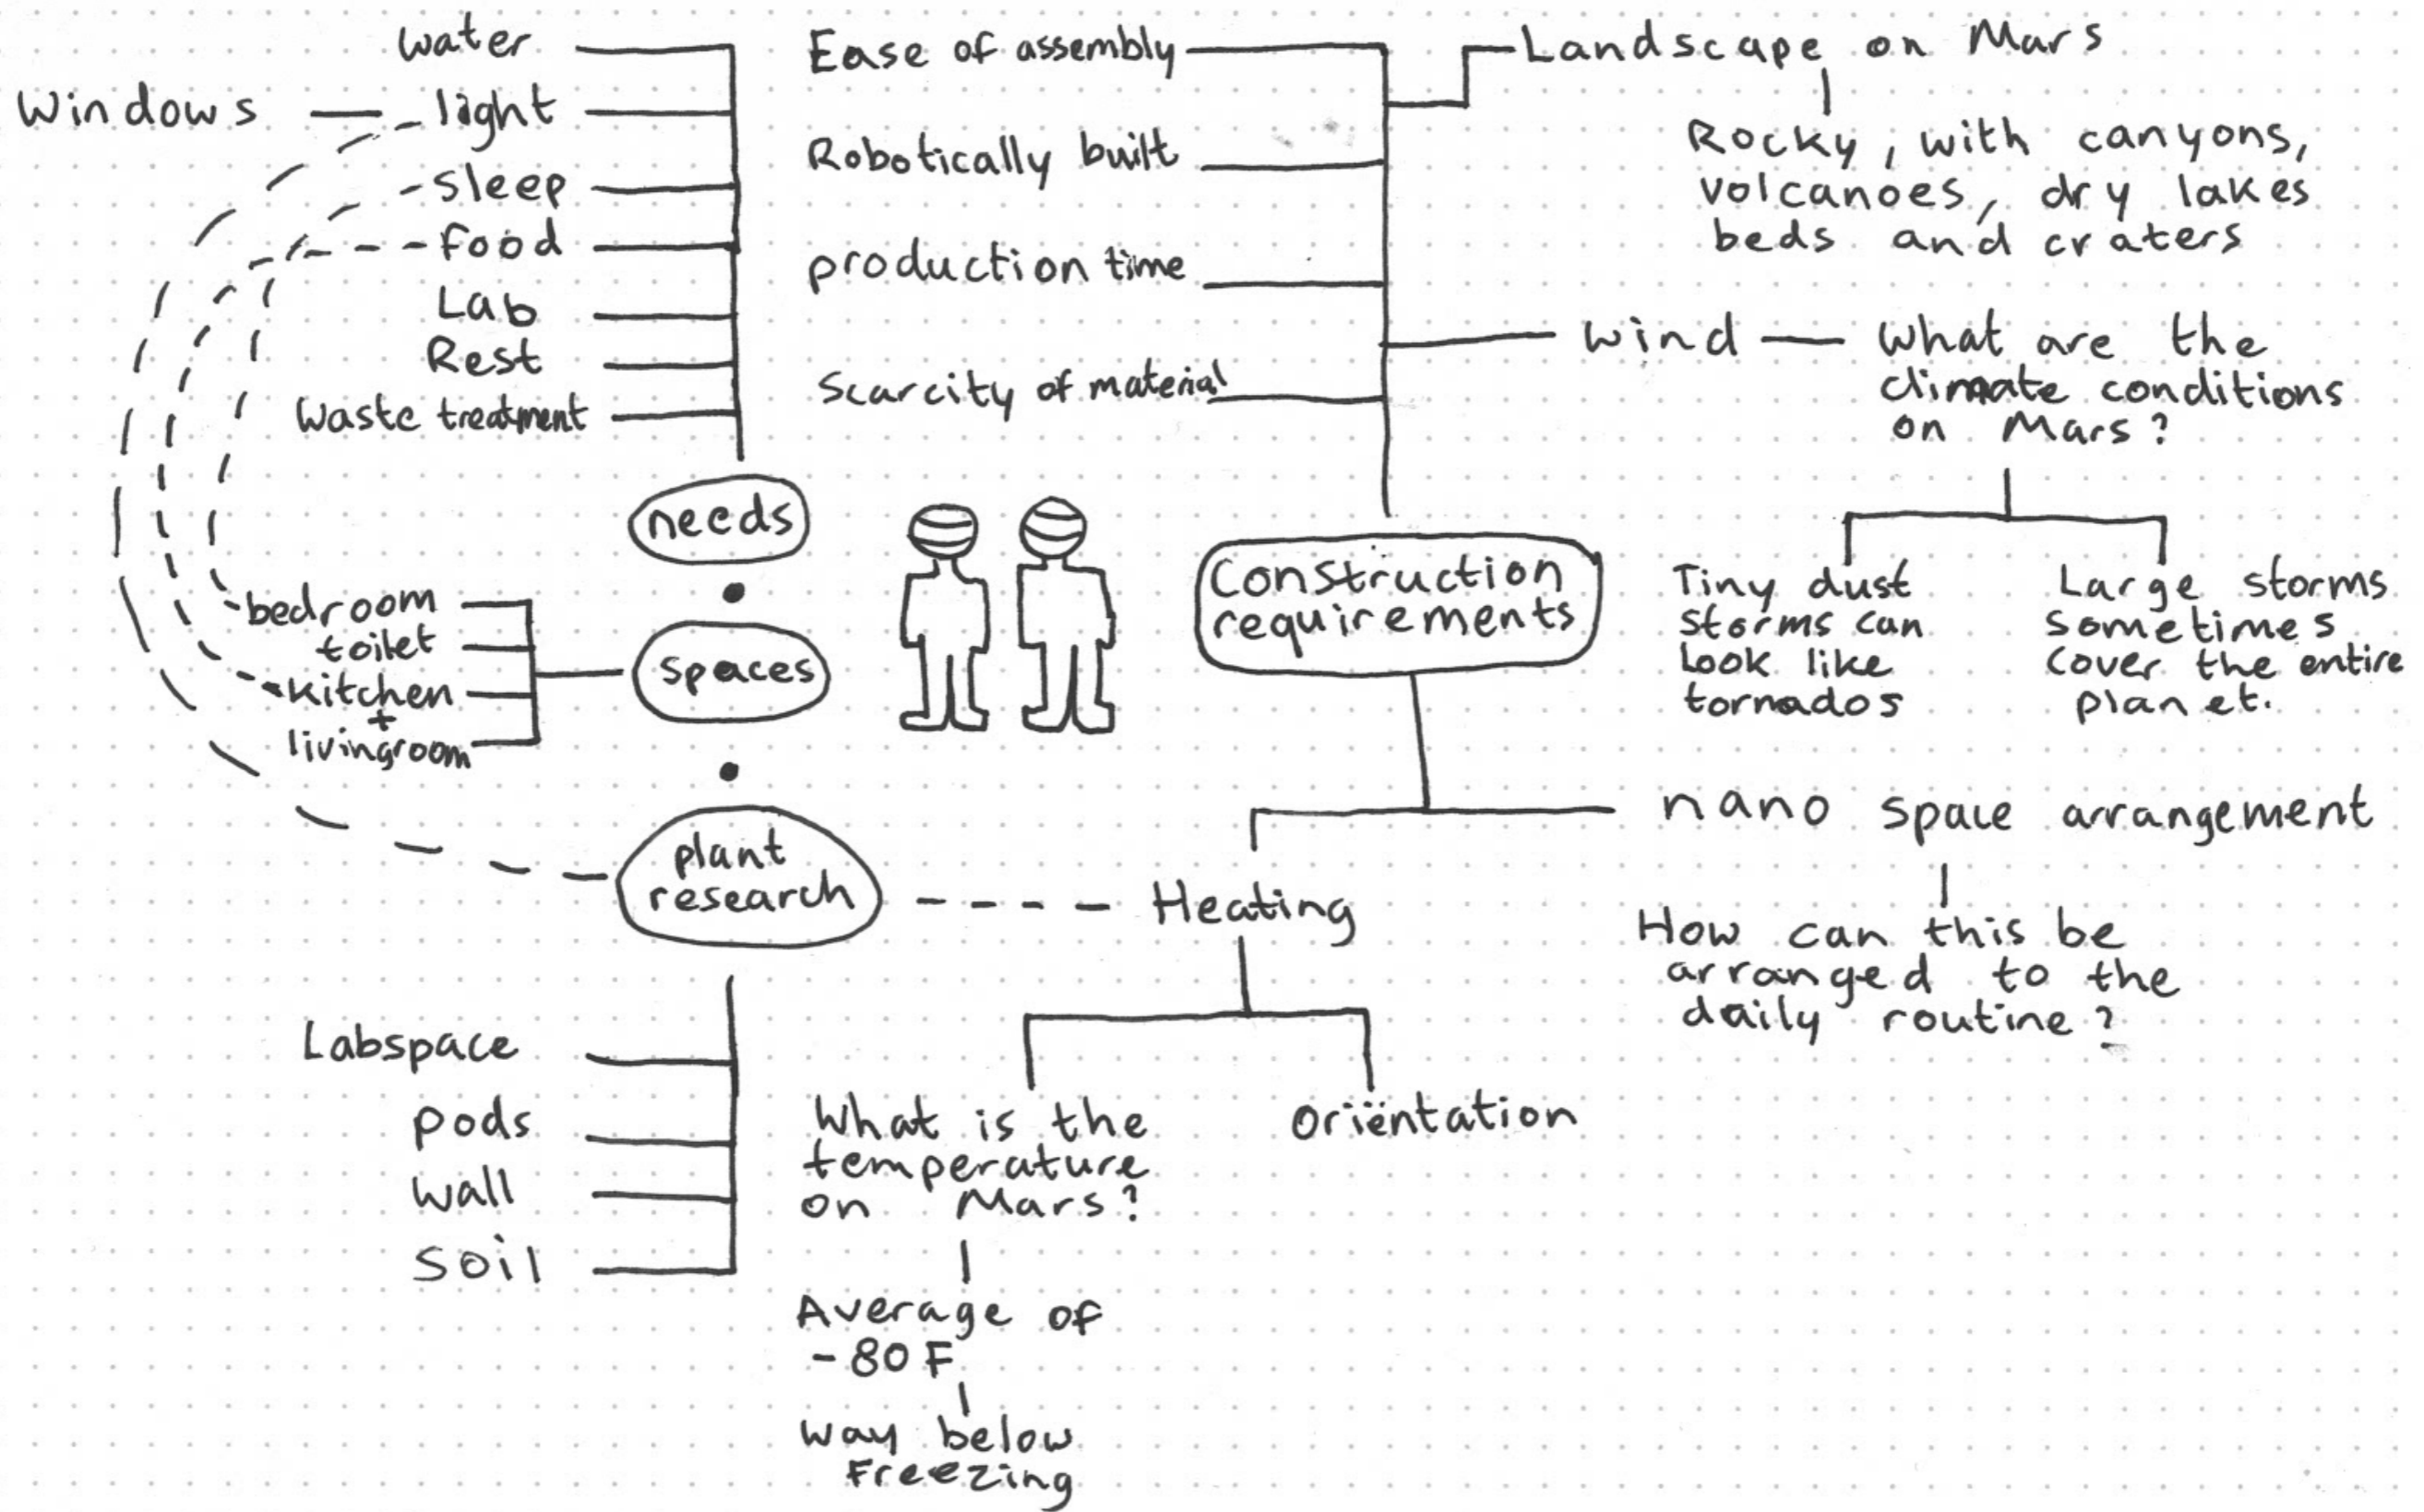 water
Windows
light
sleep
food
Lab
Rest
Waste treatment
needs
spaces
bedroom
toilet
kitchen
+
livingroom
plant
research
Labspace
pods
wall
soil
Ease of assembly
Robotically built
production time
Scarcity of material
Construction
requirements
Landscape on Mars
Rocky, with canyons,
volcanoes, dry lakes
beds and craters
wind
What are the
climate conditions
on Mars?
Tiny dust
storms can
look like
tornados
Large storms
sometimes
cover the entire
planet.
nano space arrangement
How can this be
arranged to the
daily routine?
Heating
What is the
temperature
on Mars?
Average of
-80 F
way below
Freezing
oriëntation